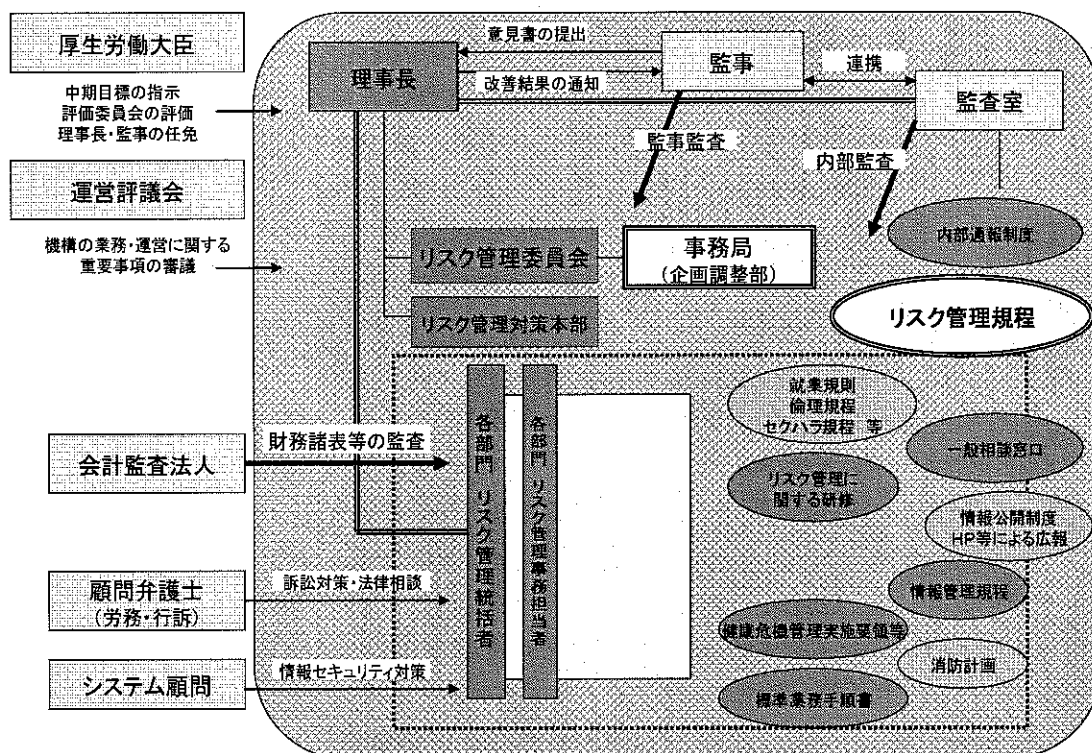 厚生労働大臣
中期目標の指示
評価委員会の評価
理事長・監事の任免
運営評議会
機構の業務・運営に関する
重要事項の審議
会計監査法人
財務諸表等の監査
顧問弁護士
(労務・行訴)
訴訟対策・法律相談
システム顧問
情報セキュリティ対策
理事長
意見書の提出
改善結果の通知
監事
連携
監査室
監事監査
内部監査
内部通報制度
リスク管理委員会
事務局
(企画調整部)
リスク管理対策本部
リスク管理規程
各部門 リスク管理統括者
各部門 リスク管理事務担当者
就業規則
倫理規程
セクハラ規程 等
一般相談窓口
リスク管理に
関する研修
情報公開制度
HP等による広報
情報管理規程
健康危機管理実施要領等
消防計画
標準業務手順書